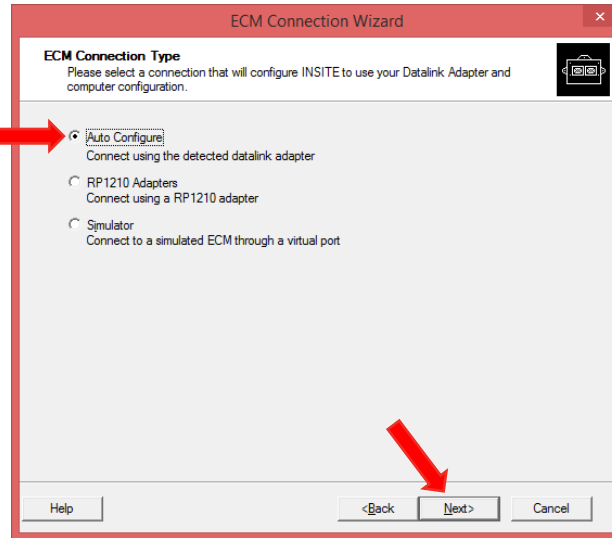 ECM Connection Wizard
ECM Connection Type
Please select a connection that will configure INSITE to use your Datalink Adapter and
computer configuration.
Auto Configure
Connect using the detected datalink adapter
RP1210 Adapters
Connect using a RP1210 adapter
Simulator
Connect to a simulated ECM through a virtual port
Help
<Back
Next>
Cancel